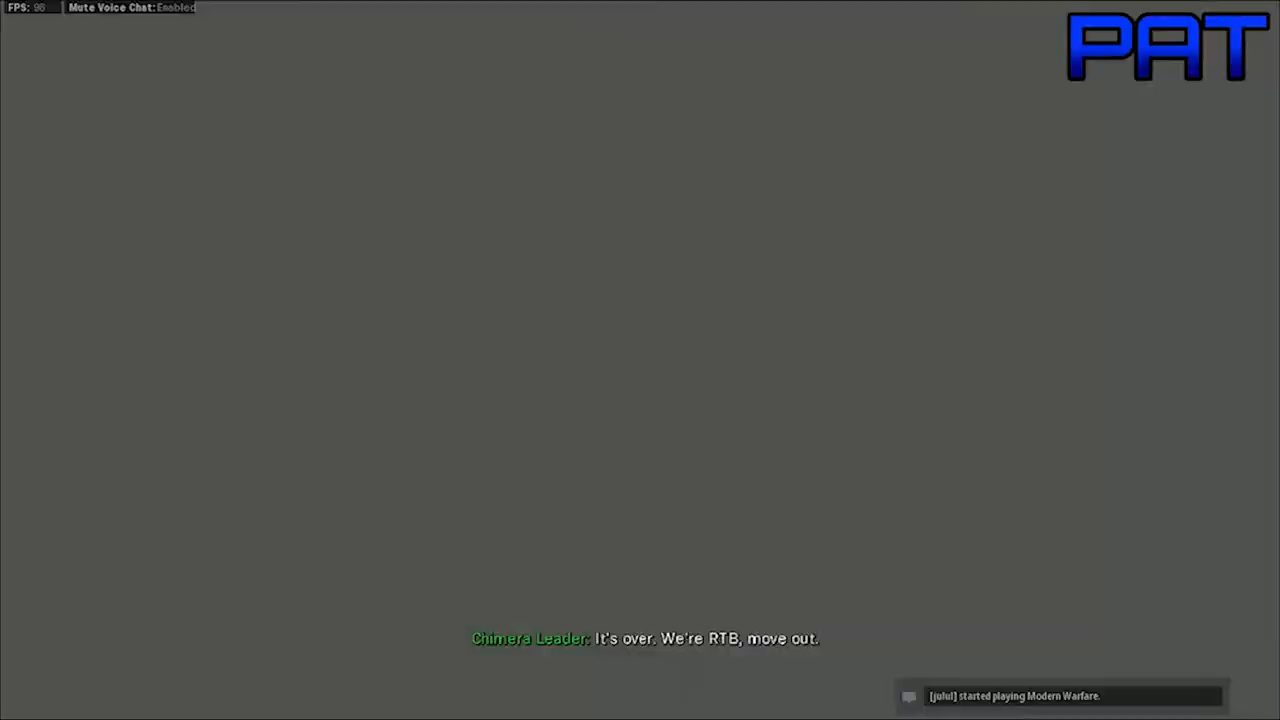 FPS: 98 Mute Voice Chat: Enabled
PAT
Chimera Leader: It's over. We're RTB, move out.
[julul] started playing Modern Warfare.